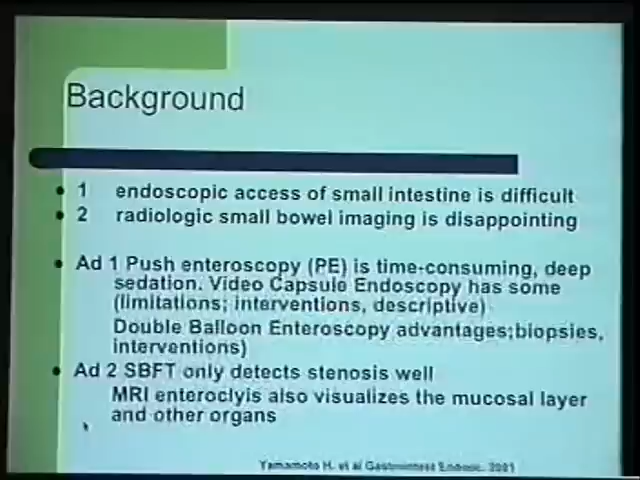 Background
• 1 endoscopic access of small intestine is difficult
• 2 radiologic small bowel imaging is disappointing
• Ad 1 Push enteroscopy (PE) is time-consuming, deep
sedation. Video Capsule Endoscopy has some
(limitations; interventions, descriptive)
Double Balloon Enteroscopy advantages;biopsies,
interventions)
• Ad 2 SBFT only detects stenosis well
MRI enteroclyis also visualizes the mucosal layer
and other organs
Yamamoto H. et al Gastrointest Endosc. 2001